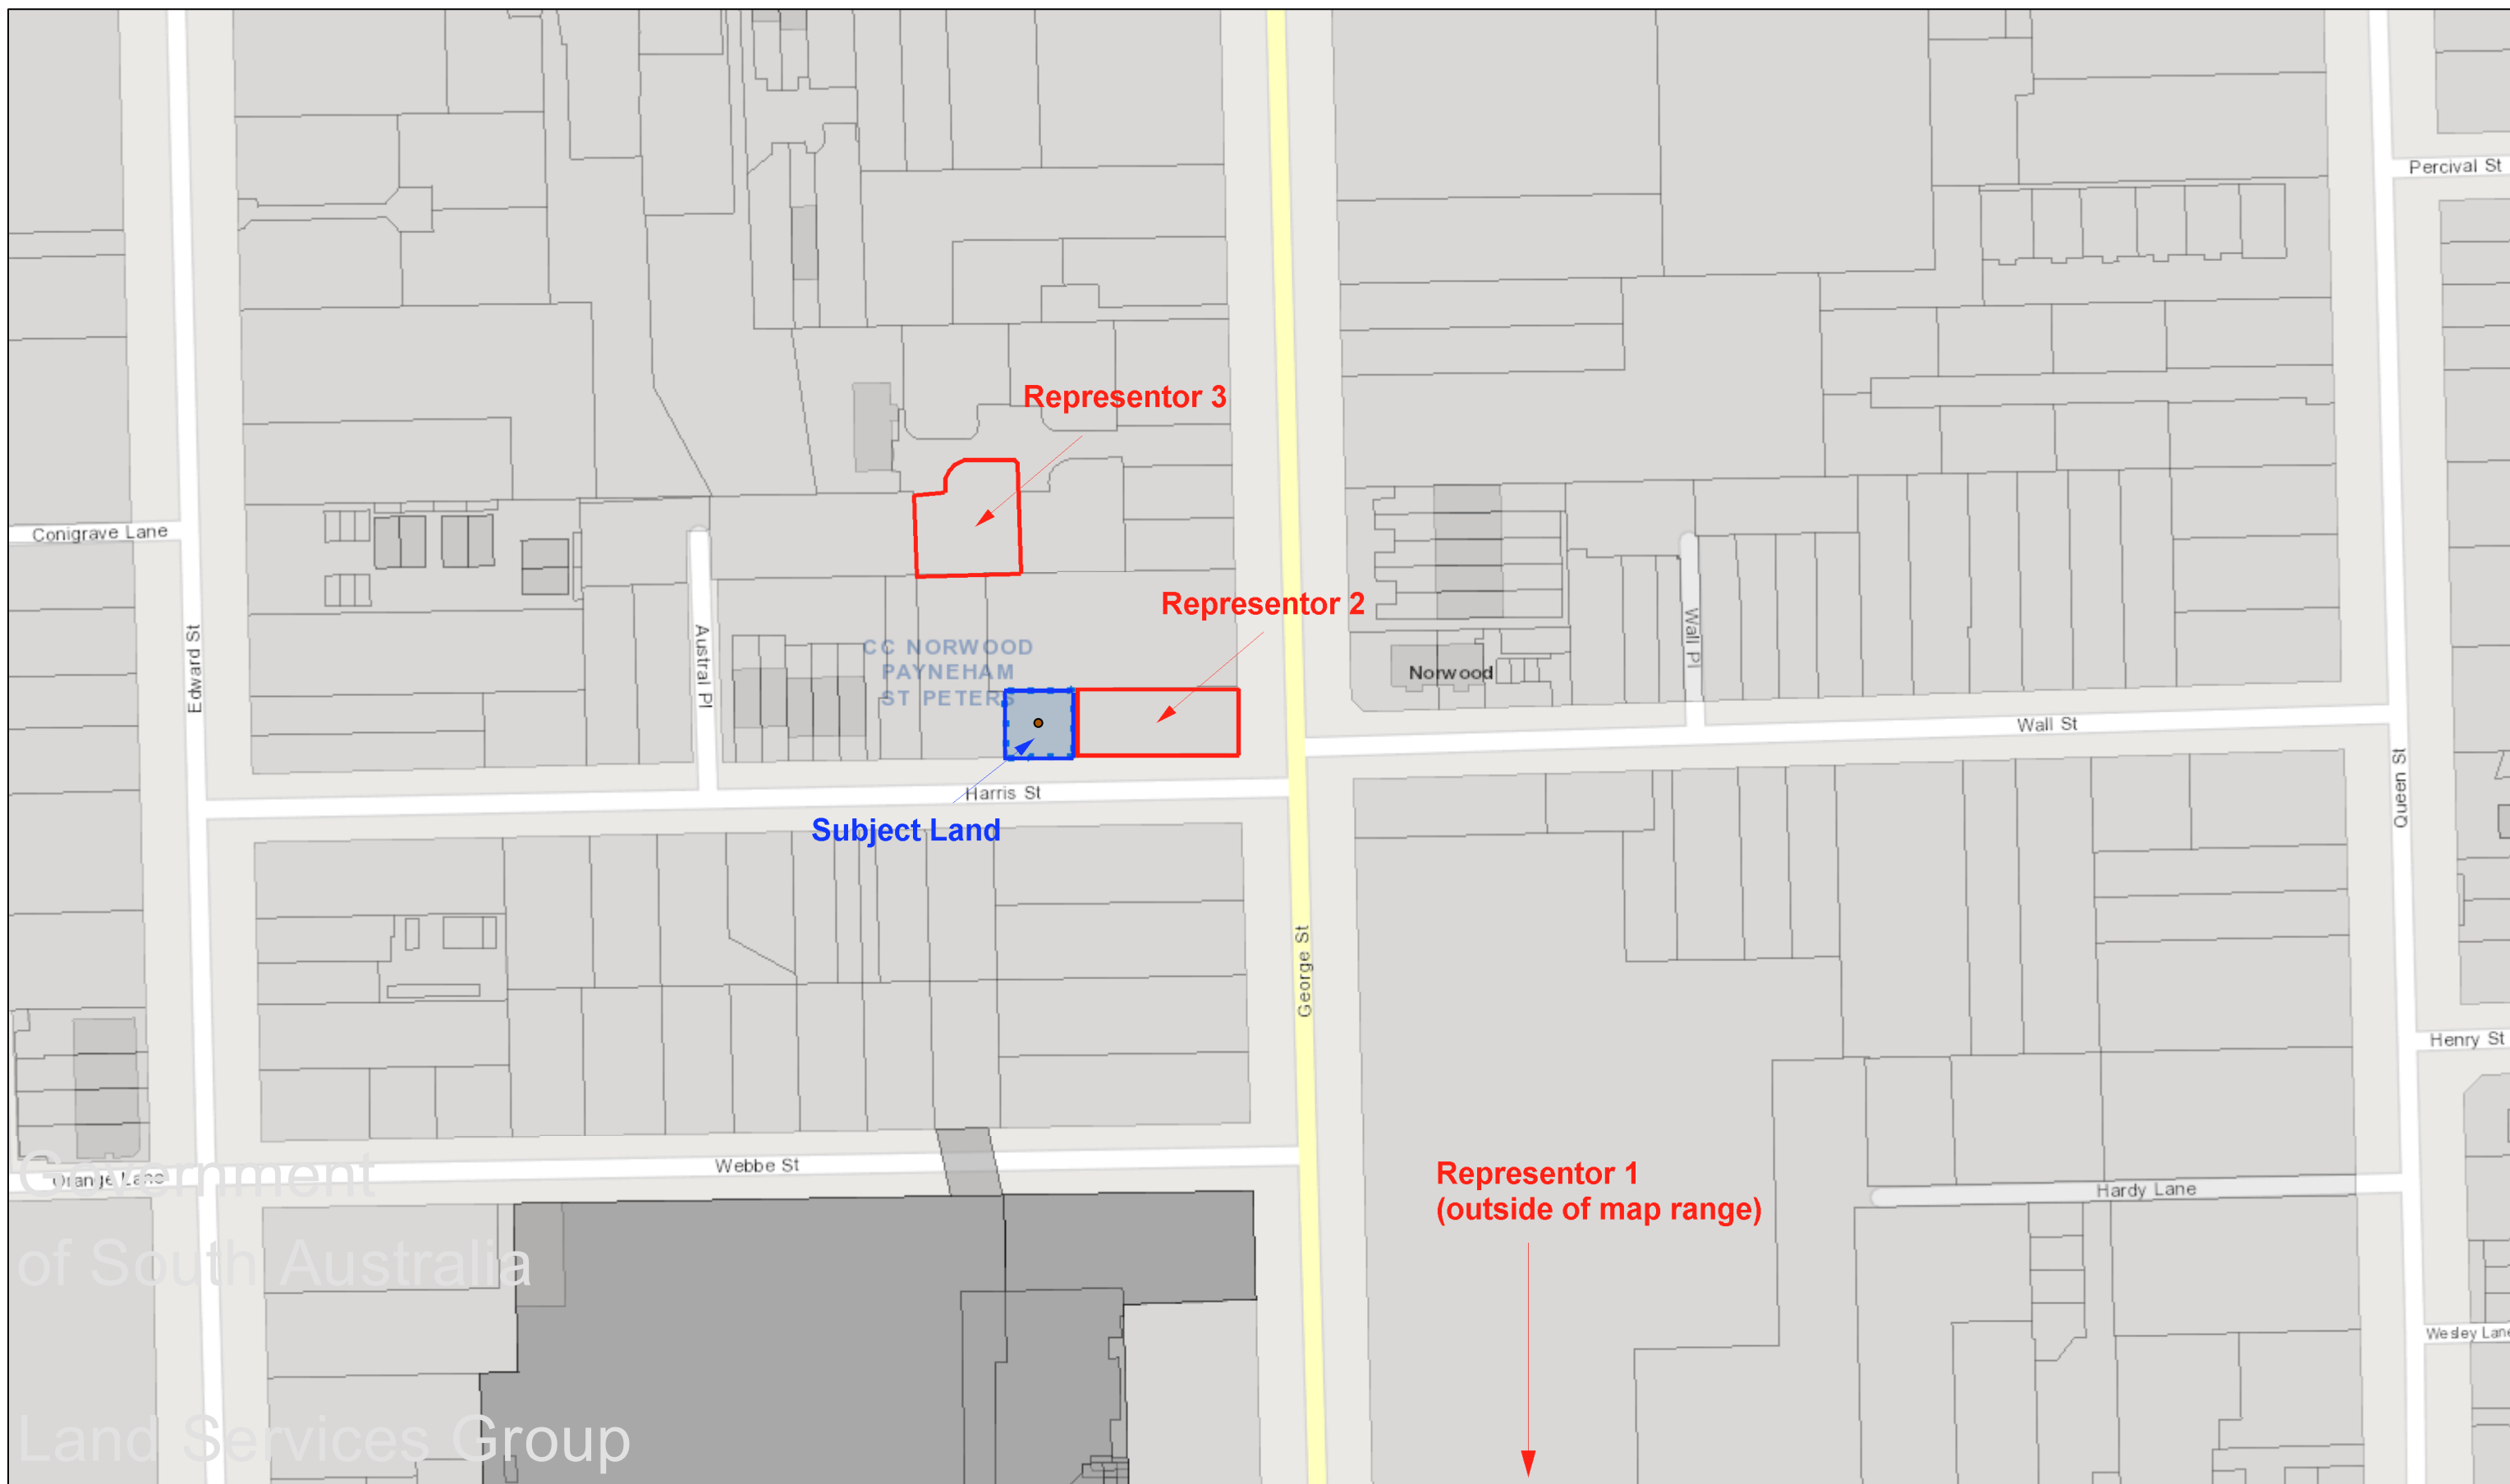 Percival St
Representor 3
Conigrave Lane
Representor 2
Edward St
Austral Pl
CC NORWOOD
PAYNEHAM
ST PETERS
Wall Pl
Norwood
Wall St
Queen St
Harris St
Subject Land
George St
Henry St
Webbe St
Orange Lane
Representor 1
(outside of map range)
Hardy Lane
Wesley Lane
Government
of South Australia
Land Services Group